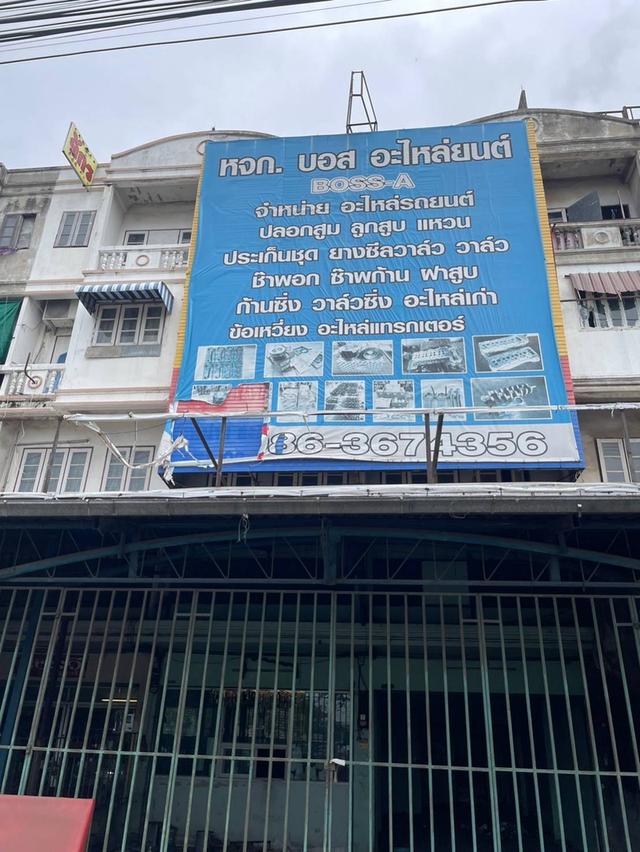 หจก. บอส อะไหล่ยนต์
BOSS-A
จำหน่าย อะไหล่รถยนต์
ปลอกสูบ ลูกสูบ แหวน
ประเก็นชุด ยางซีลวาล์ว วาล์ว
ช๊าพอก ช๊าพก้าน ฝาสูบ
ก้านซิ่ง วาล์วซิ่ง อะไหล่เก่า
ข้อเหวี่ยง อะไหล่แทรกเตอร์
86-3674356